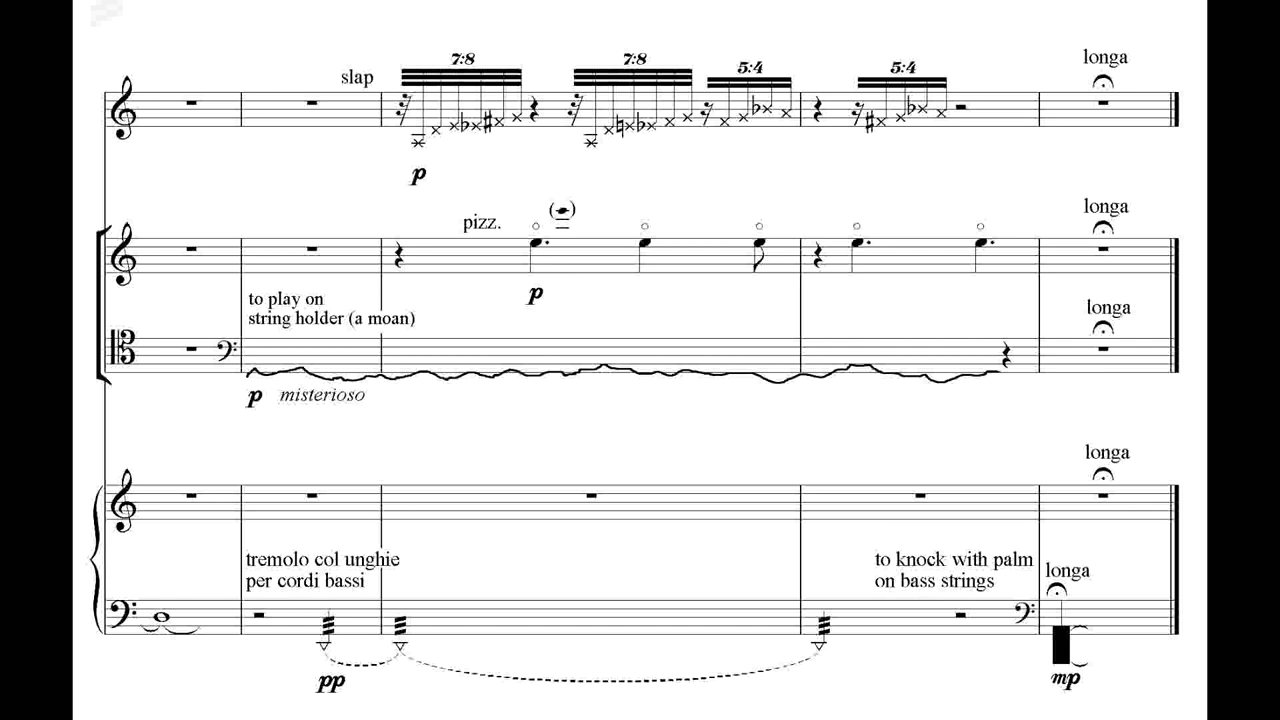 7:8
7:8
5:4
5:4
longa
slap
p
pizz.
longa
p
to play on
string holder (a moan)
longa
p misterioso
longa
tremolo col unghie
per cordi bassi
to knock with palm
on bass strings
longa
pp
mp